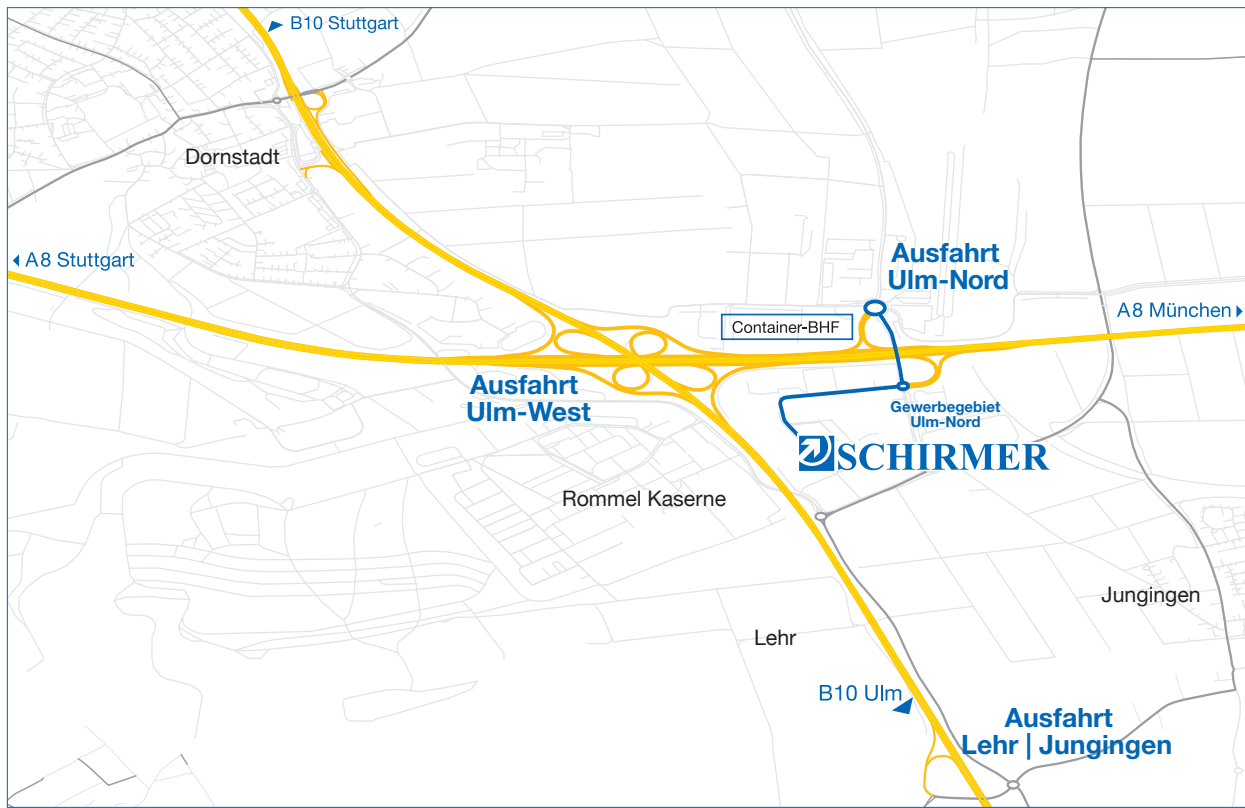 B10 Stuttgart
Dornstadt
A8 Stuttgart
Ausfahrt
Ulm-Nord
A8 München
Container-BHF
Ausfahrt
Ulm-West
Gewerbegebiet
Ulm-Nord
SCHIRMER
Rommel Kaserne
Jungingen
Lehr
B10 Ulm
Ausfahrt
Lehr | Jungingen